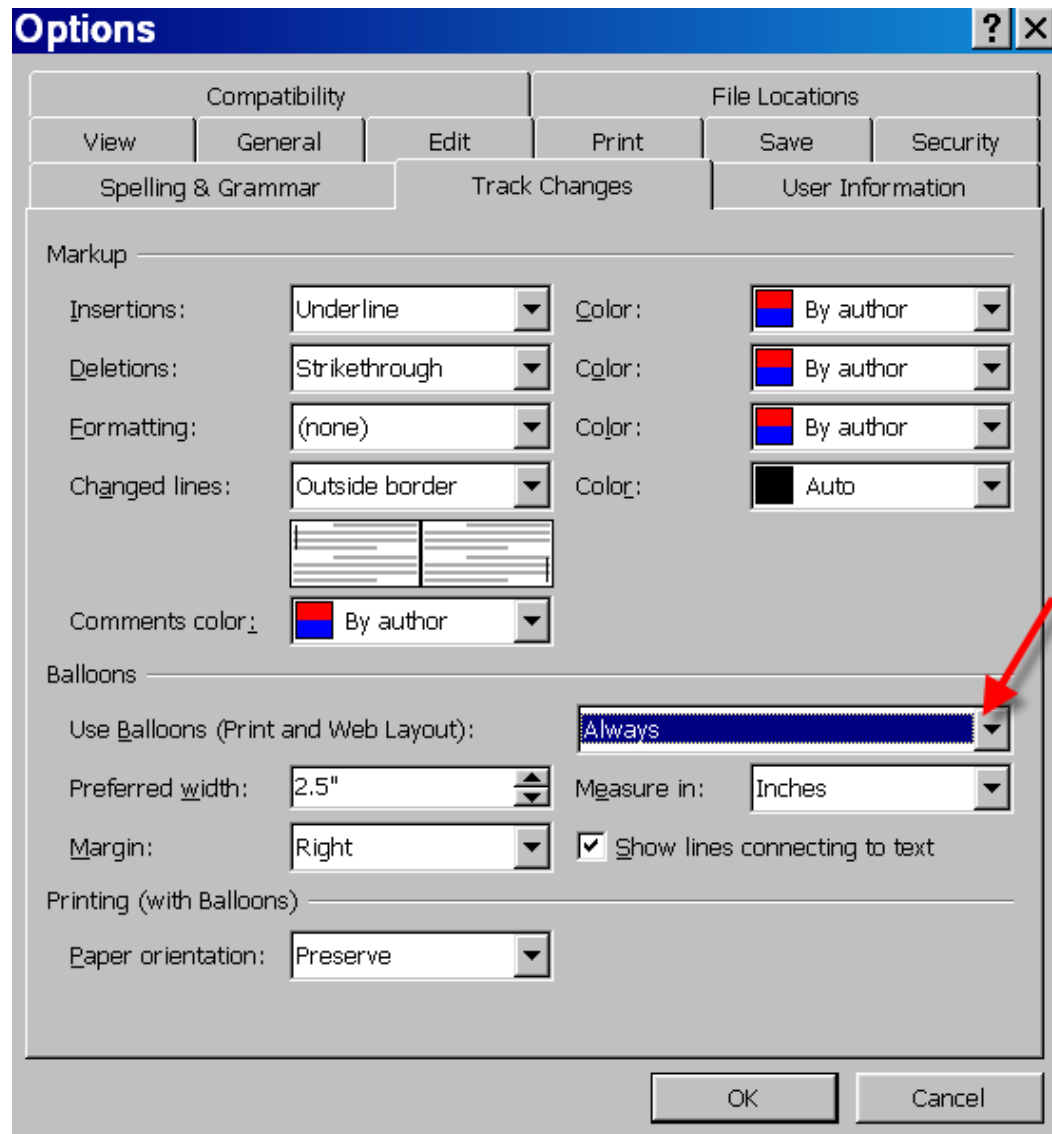 Options
Compatibility File Locations
View General Edit Print Save Security
Spelling & Grammar Track Changes User Information
Markup
Insertions: Underline Color: By author
Deletions: Strikethrough Color: By author
Formatting: (none) Color: By author
Changed lines: Outside border Color: Auto
Comments color: By author
Balloons
Use Balloons (Print and Web Layout): Always
Preferred width: 2.5" Measure in: Inches
Margin: Right Show lines connecting to text
Printing (with Balloons)
Paper orientation: Preserve
OK Cancel